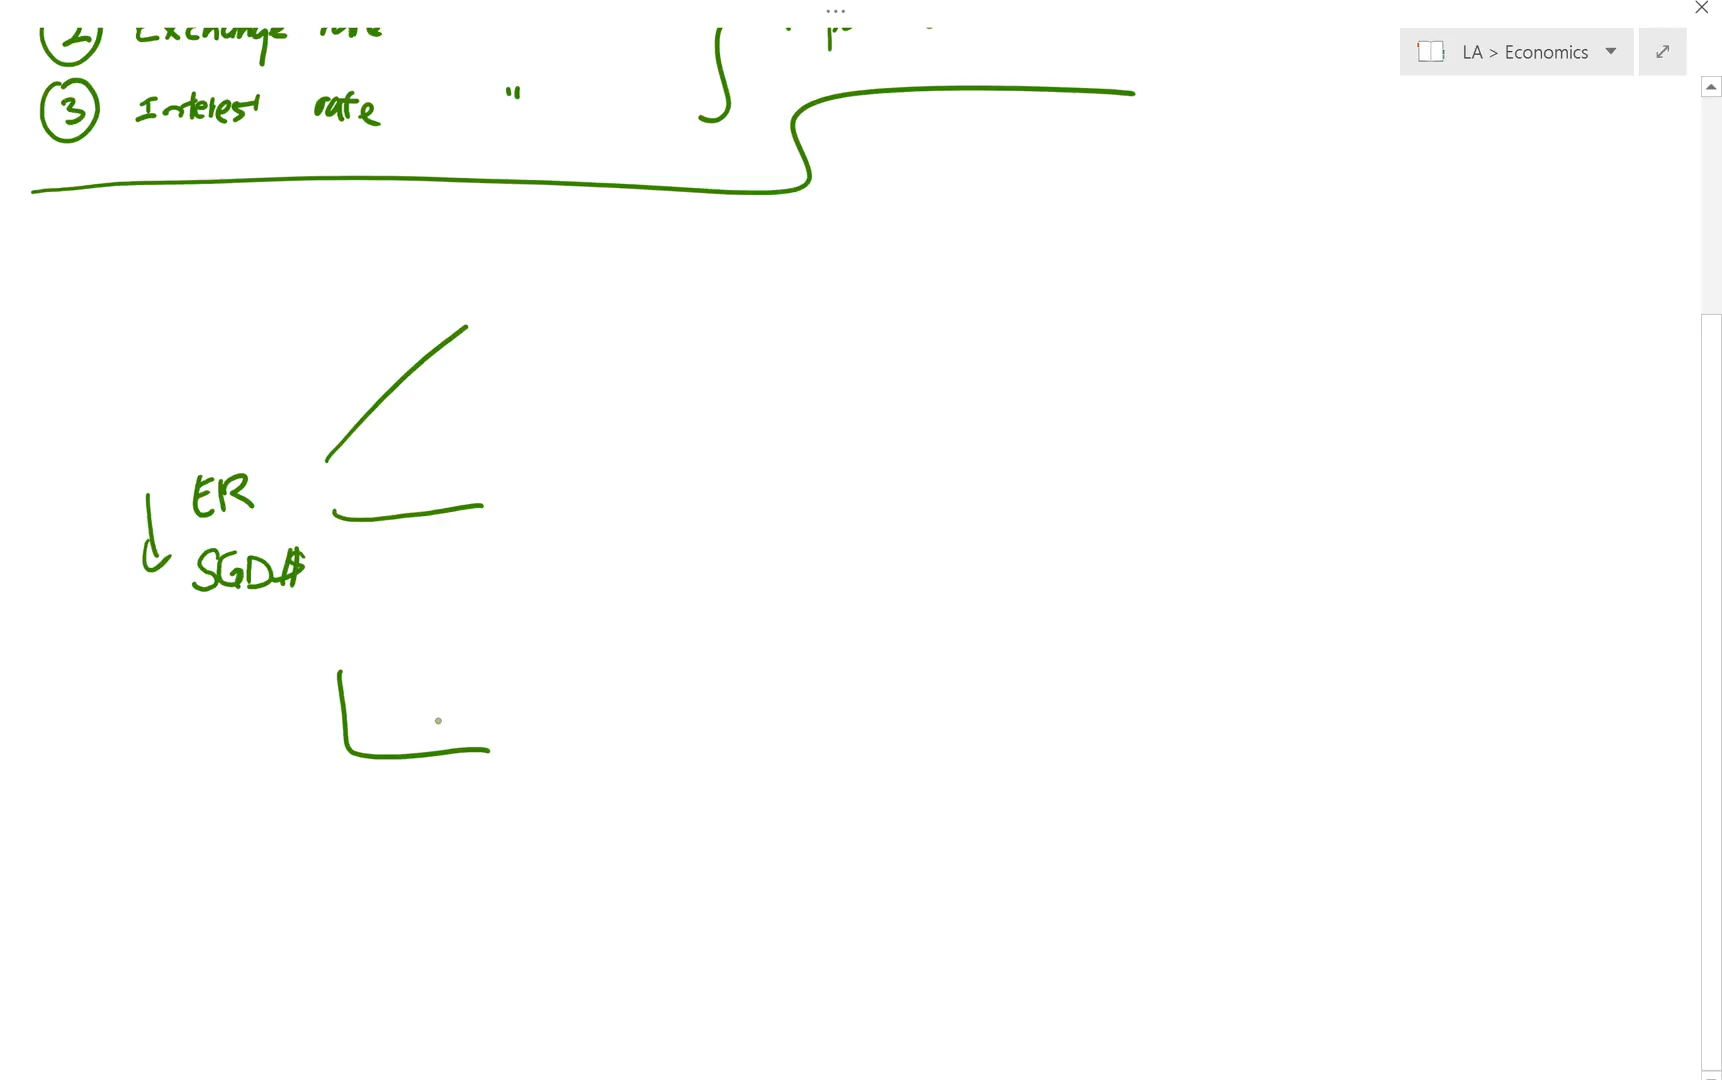 ② Exchange rate
③ Interest rate "
LA > Economics
↓ ER
SGD$